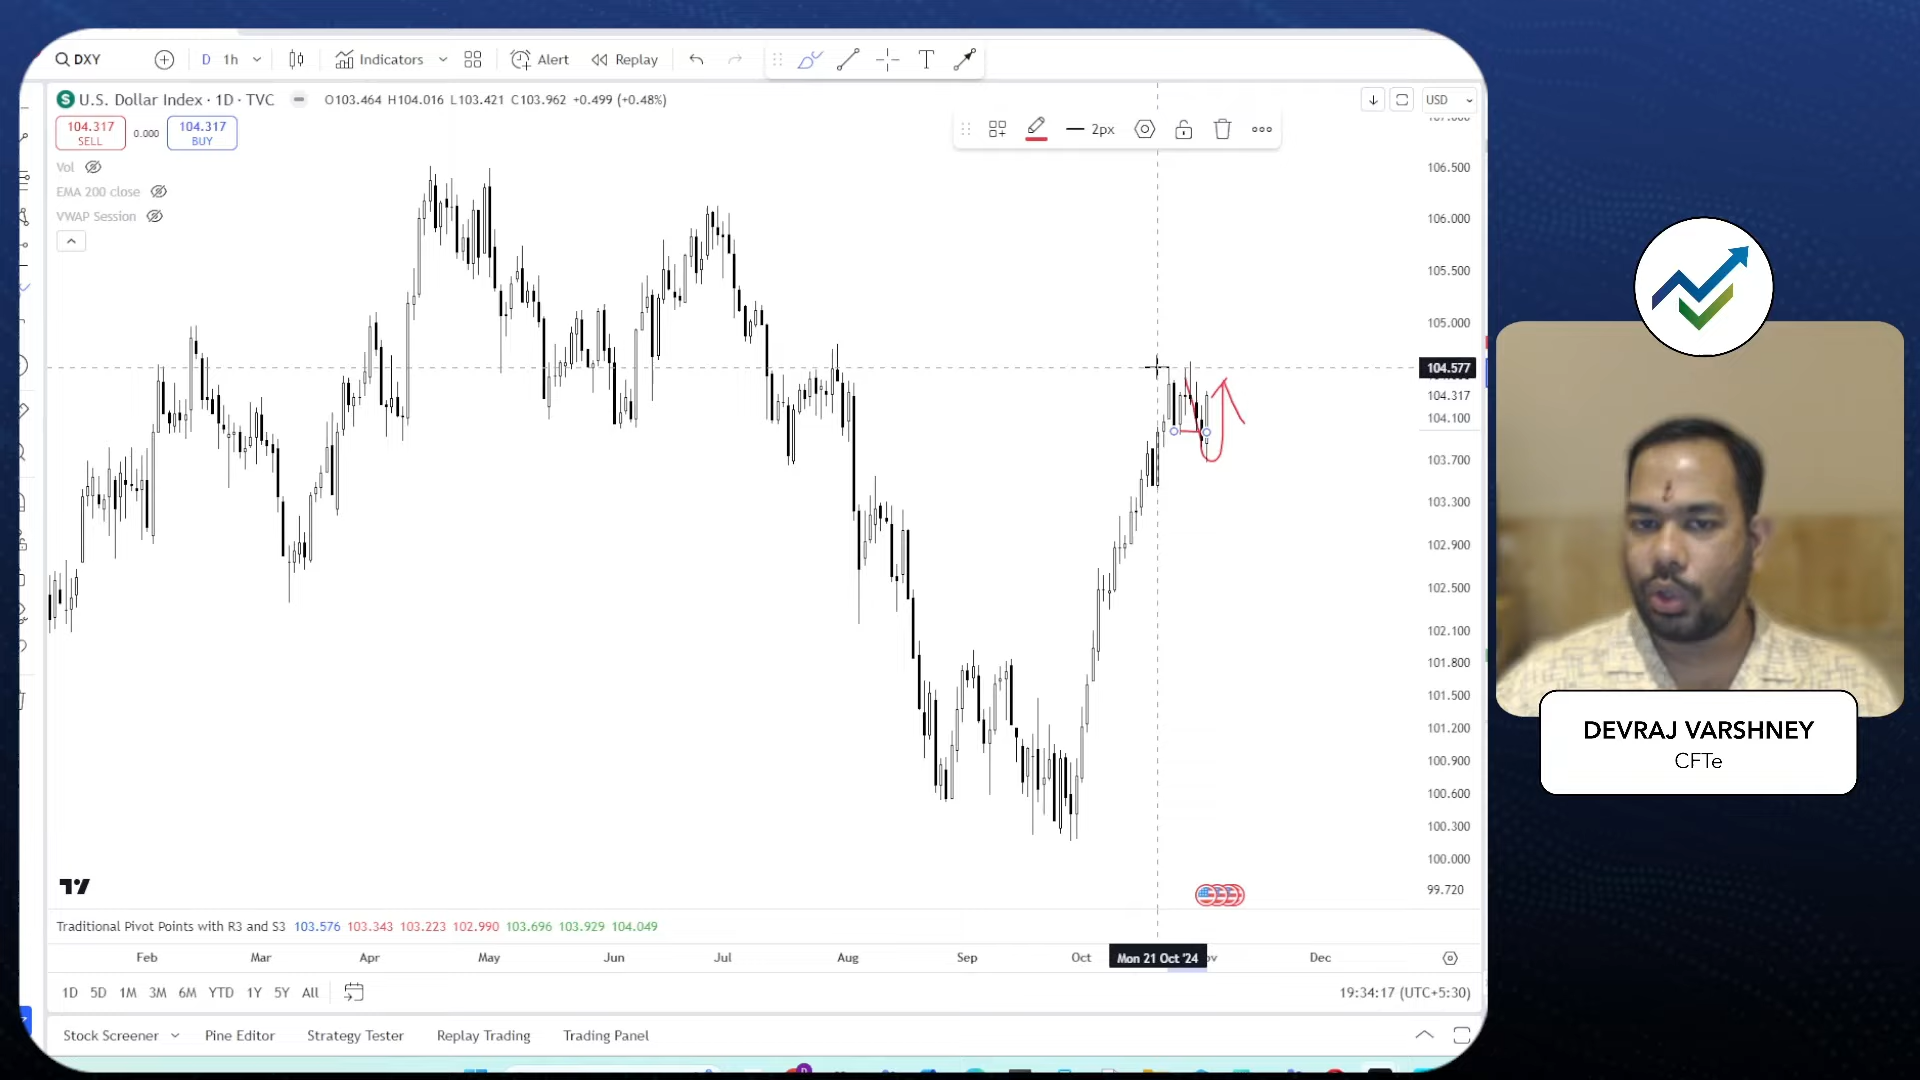 DXY
D 1h Indicators Alert Replay T
U.S. Dollar Index · 1D · TVC O103.464 H104.016 L103.421 C103.962 +0.499 (+0.48%)
USD
104.317 SELL 0.000 104.317 BUY
2px
Vol
EMA 200 close
VWAP Session
106.500
106.000
105.500
105.000
104.577
104.317
104.100
103.700
103.300
102.900
102.500
102.100
101.800
101.500
101.200
100.900
100.600
100.300
100.000
99.720
Traditional Pivot Points with R3 and S3 103.576 103.343 103.223 102.990 103.696 103.929 104.049
Feb Mar Apr May Jun Jul Aug Sep Oct Mon 21 Oct '24 ov Dec
1D 5D 1M 3M 6M YTD 1Y 5Y All 19:34:17 (UTC+5:30)
Stock Screener Pine Editor Strategy Tester Replay Trading Trading Panel
DEVRAJ VARSHNEY
CFTe